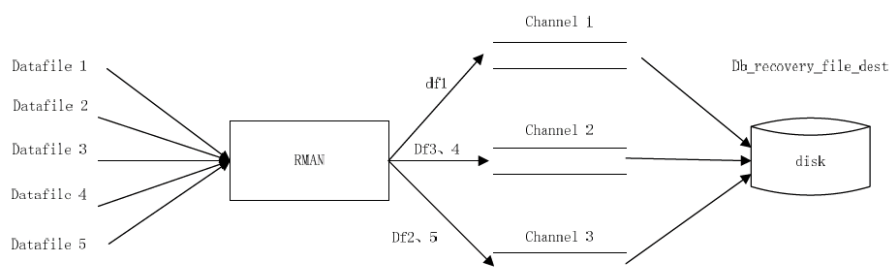 Channel 1
Datafile 1
Db_recovery_file_dest
df1
Datafile 2
Channel 2
Datafile 3
RMAN
Df3、4
disk
Datafilc 4
Datafile 5
Df2、5
Channel 3